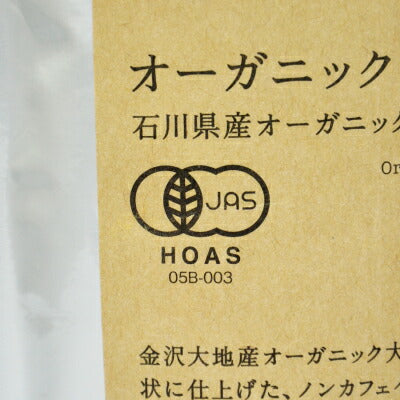 オーガニック
石川県産オーガニック
Or
JAS
HOAS
05B-003
金沢大地産オーガニック大
状に仕上げた、ノンカフェイ